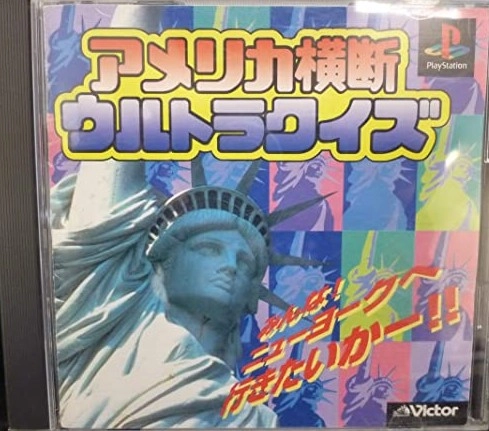 アメリカ横断
ウルトラクイズ
PlayStation
みんな!
ニューヨークへ
行きたいかー!!
Victor